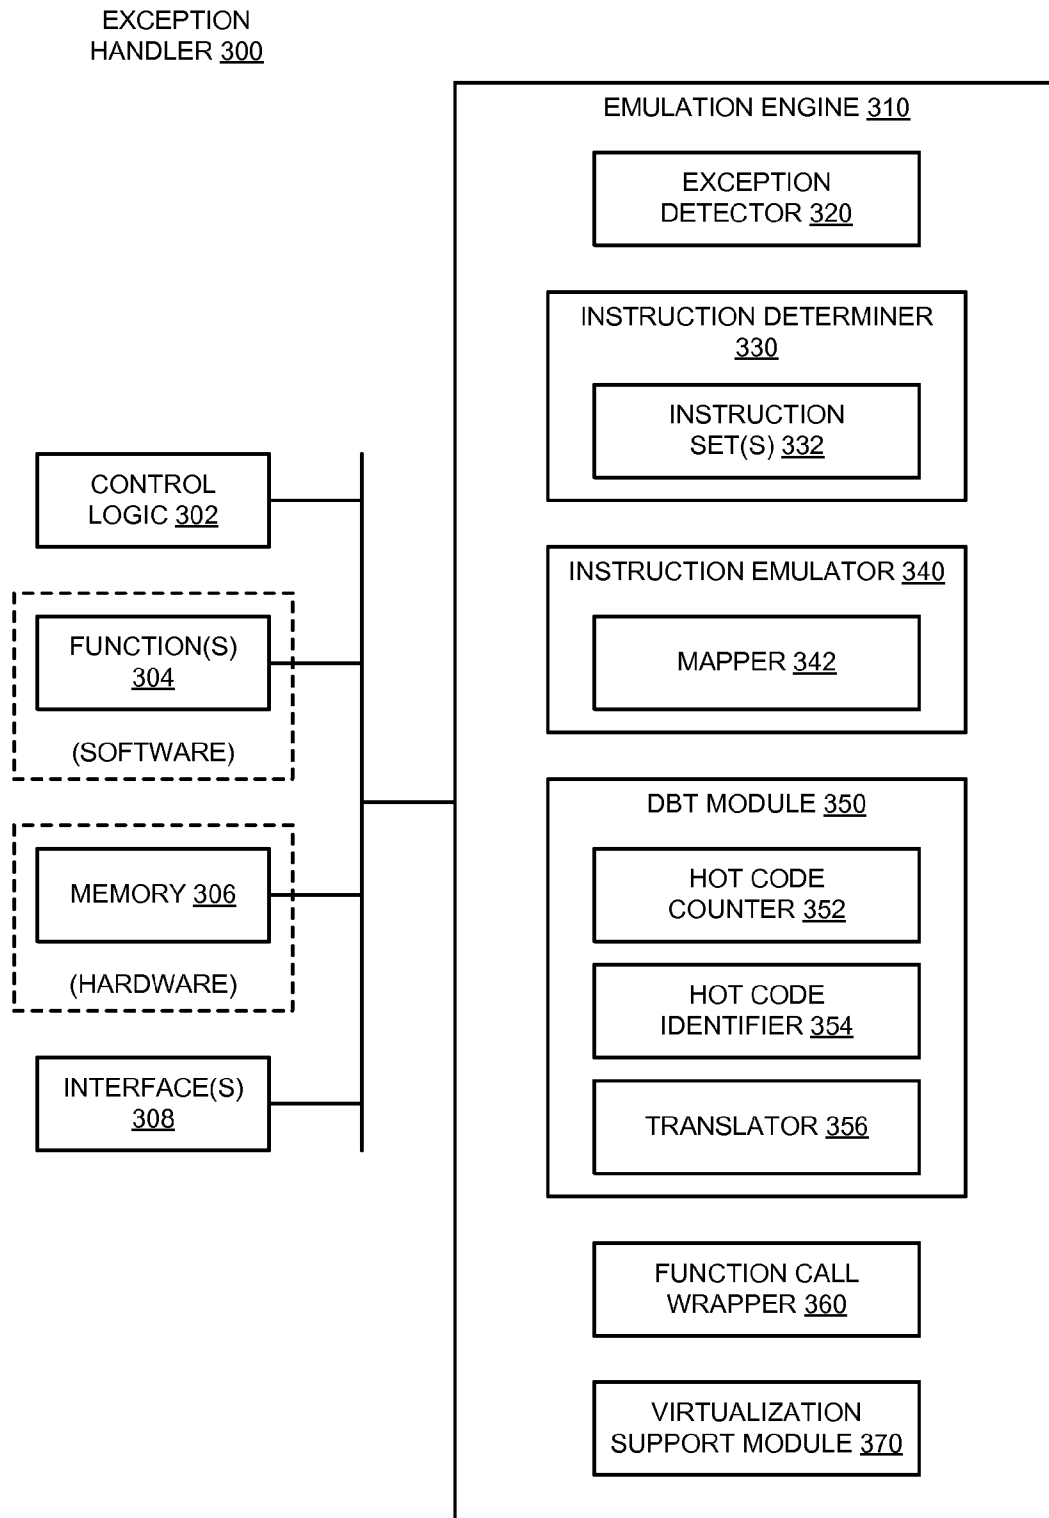 EXCEPTION
HANDLER 300
EMULATION ENGINE 310
EXCEPTION
DETECTOR 320
INSTRUCTION DETERMINER
330
INSTRUCTION
SET(S) 332
CONTROL
LOGIC 302
FUNCTION(S)
304
(SOFTWARE)
MEMORY 306
(HARDWARE)
INTERFACE(S)
308
INSTRUCTION EMULATOR 340
MAPPER 342
DBT MODULE 350
HOT CODE
COUNTER 352
HOT CODE
IDENTIFIER 354
TRANSLATOR 356
FUNCTION CALL
WRAPPER 360
VIRTUALIZATION
SUPPORT MODULE 370